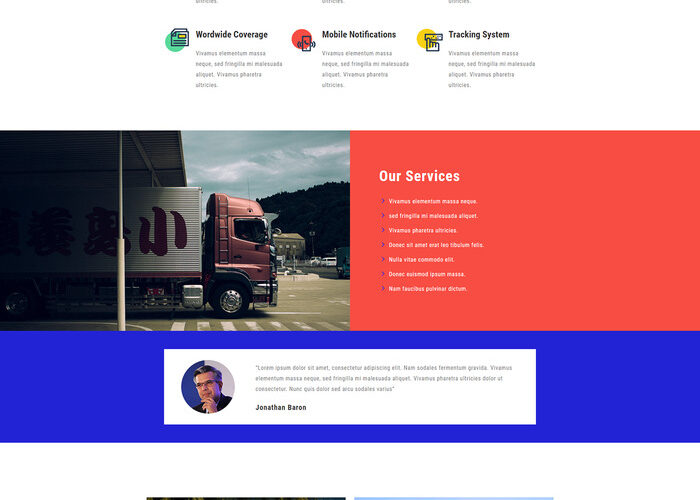 ultricies.
ultricies.
ultricies.
Wordwide Coverage
Vivamus elementum massa
neque, sed fringilla mi malesuada
aliquet. Vivamus pharetra
ultricies.
Mobile Notifications
Vivamus elementum massa
neque, sed fringilla mi malesuada
aliquet. Vivamus pharetra
ultricies.
Tracking System
Vivamus elementum massa
neque, sed fringilla mi malesuada
aliquet. Vivamus pharetra
ultricies.
小
Our Services
Vivamus elementum massa neque.
sed fringilla mi malesuada aliquet.
Vivamus pharetra ultricies.
Donec sit amet erat leo tibulum felis.
Nulla vitae commodo elit.
Donec euismod ipsum massa.
Nam faucibus pulvinar dictum.
"Lorem ipsum dolor sit amet, consectetur adipiscing elit. Nam sodales fermentum gravida. Vivamus
elementum massa neque, sed fringilla mi malesuada aliquet. Vivamus pharetra ultricies dolor ut
consectetur. Nunc quis dolor sed arcu sodales varius"
Jonathan Baron